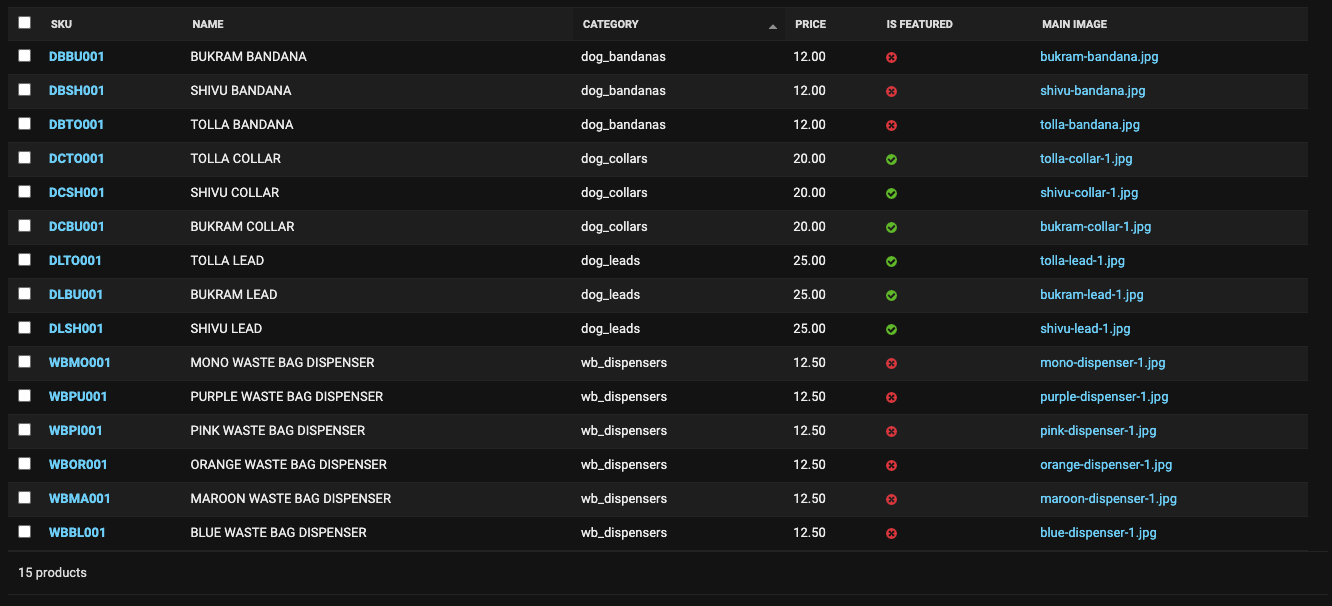 SKU NAME CATEGORY PRICE IS FEATURED MAIN IMAGE
DBBU001 BUKRAM BANDANA dog_bandanas 12.00 bukram-bandana.jpg
DBSH001 SHIVU BANDANA dog_bandanas 12.00 shivu-bandana.jpg
DBTO001 TOLLA BANDANA dog_bandanas 12.00 tolla-bandana.jpg
DCTO001 TOLLA COLLAR dog_collars 20.00 tolla-collar-1.jpg
DCSH001 SHIVU COLLAR dog_collars 20.00 shivu-collar-1.jpg
DCBU001 BUKRAM COLLAR dog_collars 20.00 bukram-collar-1.jpg
DLTO001 TOLLA LEAD dog_leads 25.00 tolla-lead-1.jpg
DLBU001 BUKRAM LEAD dog_leads 25.00 bukram-lead-1.jpg
DLSH001 SHIVU LEAD dog_leads 25.00 shivu-lead-1.jpg
WBMO001 MONO WASTE BAG DISPENSER wb_dispensers 12.50 mono-dispenser-1.jpg
WBPU001 PURPLE WASTE BAG DISPENSER wb_dispensers 12.50 purple-dispenser-1.jpg
WBPI001 PINK WASTE BAG DISPENSER wb_dispensers 12.50 pink-dispenser-1.jpg
WBOR001 ORANGE WASTE BAG DISPENSER wb_dispensers 12.50 orange-dispenser-1.jpg
WBMA001 MAROON WASTE BAG DISPENSER wb_dispensers 12.50 maroon-dispenser-1.jpg
WBBL001 BLUE WASTE BAG DISPENSER wb_dispensers 12.50 blue-dispenser-1.jpg
15 products